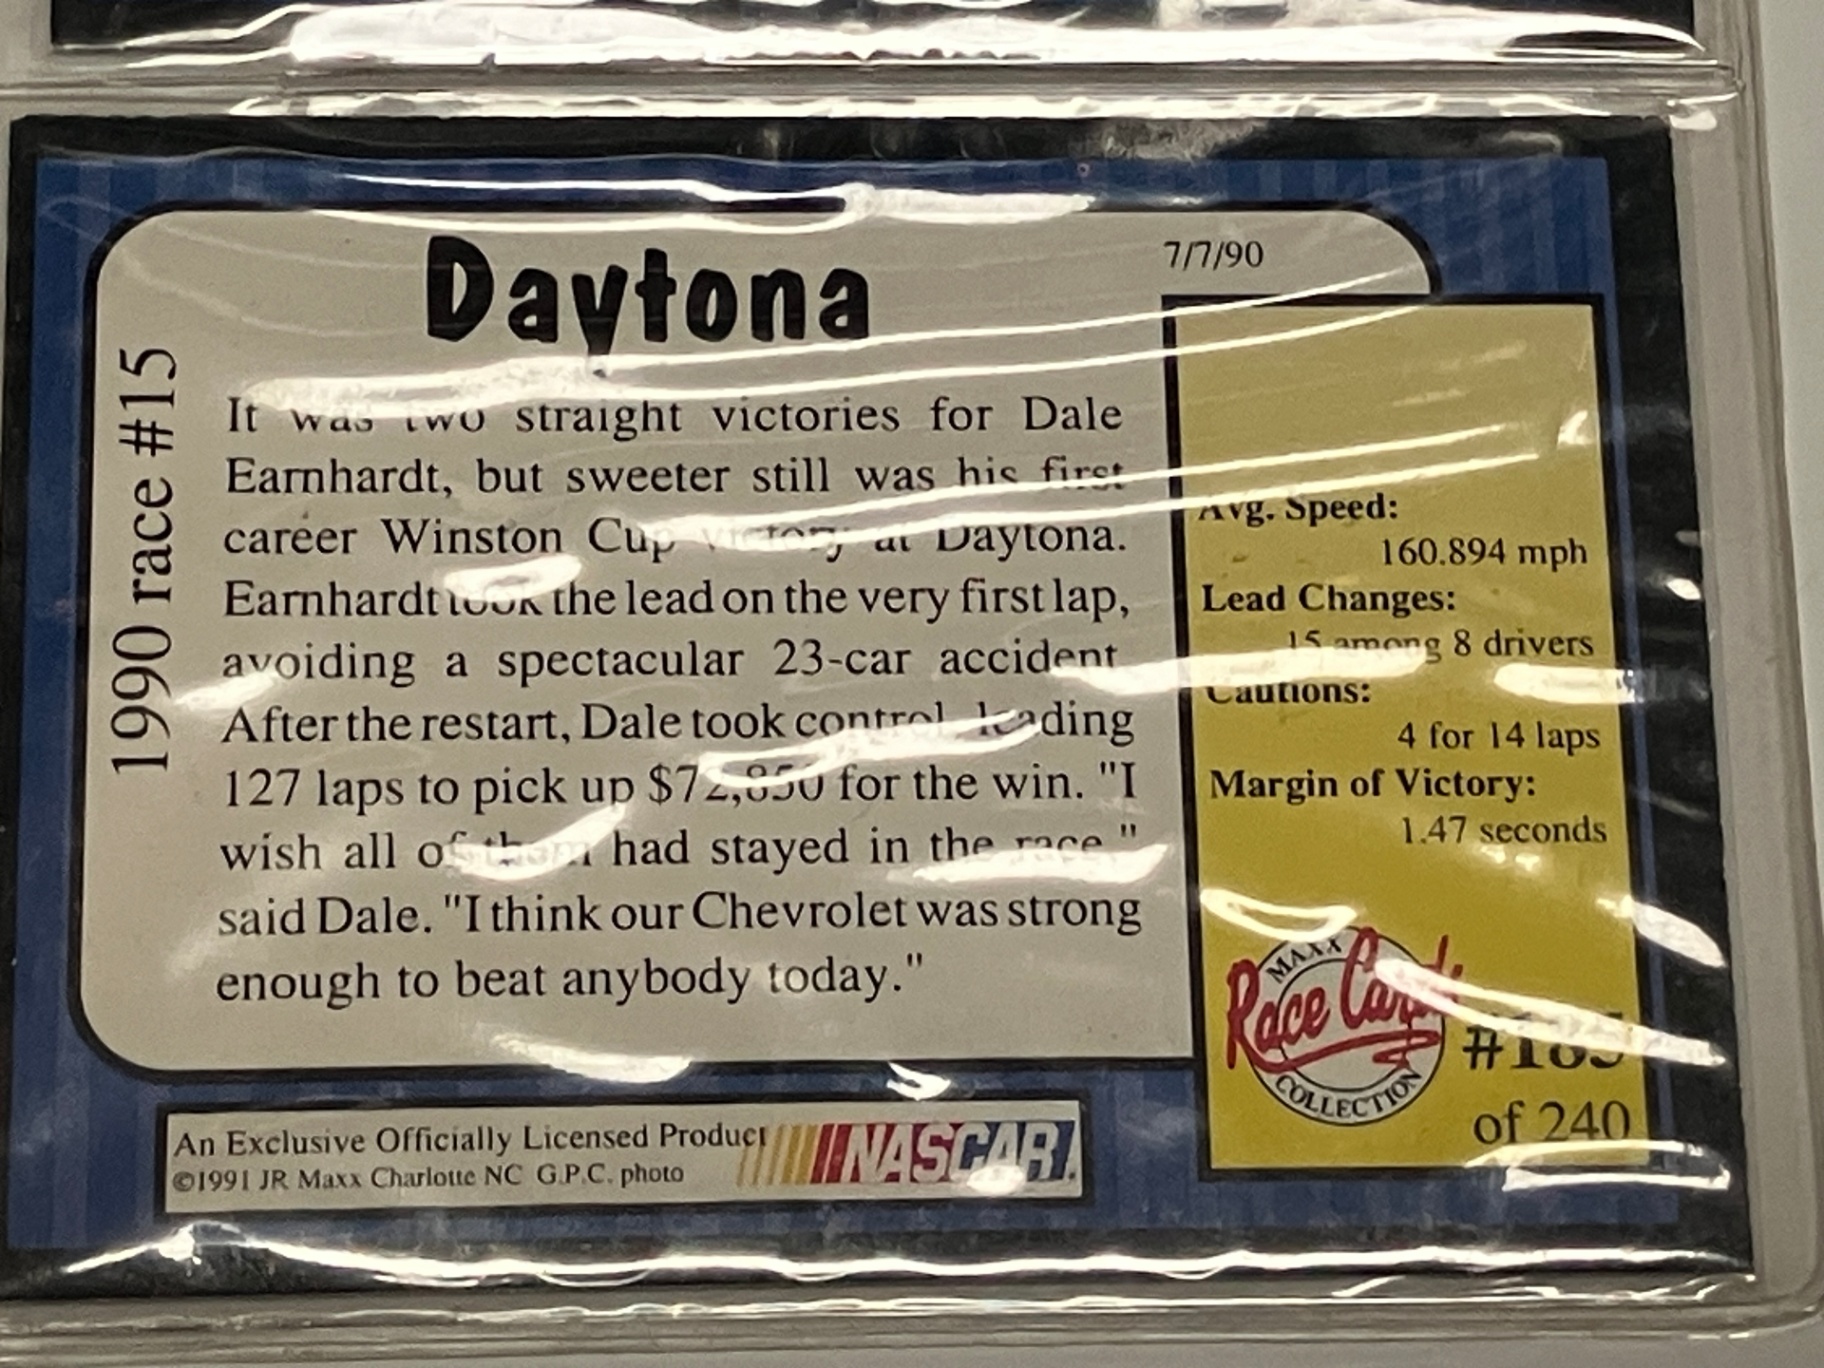 Daytona
7/7/90
1990 race #15
It was two straight victories for Dale
Earnhardt, but sweeter still was his first
career Winston Cup victory at Daytona.
Earnhardt took the lead on the very first lap,
avoiding a spectacular 23-car accident
After the restart, Dale took control, leading
127 laps to pick up $72,850 for the win. "I
wish all of them had stayed in the race,"
said Dale. "I think our Chevrolet was strong
enough to beat anybody today."
Avg. Speed:
160.894 mph
Lead Changes:
15 among 8 drivers
Cautions:
4 for 14 laps
Margin of Victory:
1.47 seconds
MAXX
Race Cards
COLLECTION
#185
of 240
An Exclusive Officially Licensed Product
©1991 JR Maxx Charlotte NC G.P.C. photo
NASCAR